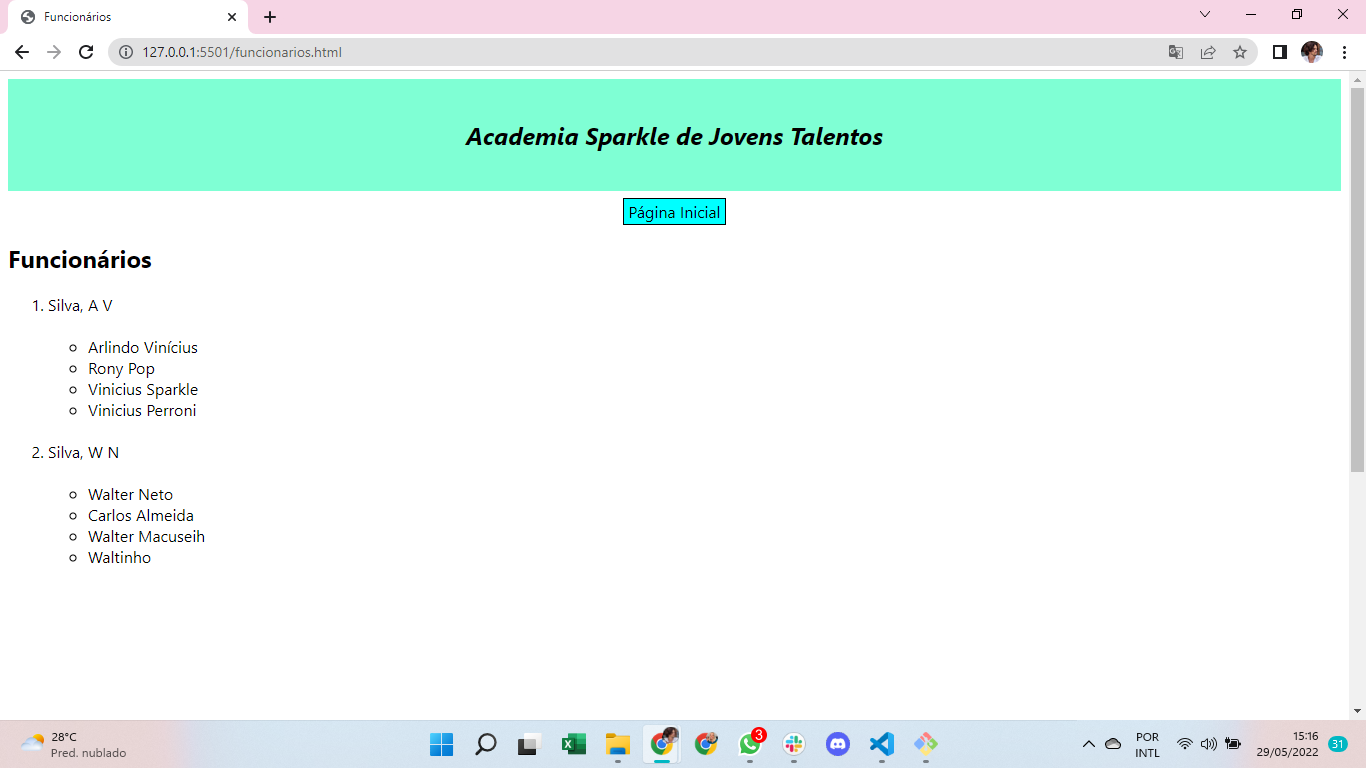 Funcionários
127.0.0.1:5501/funcionarios.html
Academia Sparkle de Jovens Talentos
Página Inicial
Funcionários
1. Silva, A V
Arlindo Vinícius
Rony Pop
Vinicius Sparkle
Vinicius Perroni
2. Silva, W N
Walter Neto
Carlos Almeida
Walter Macuseih
Waltinho
28°C
Pred. nublado
3
POR
INTL
15:16
29/05/2022
31